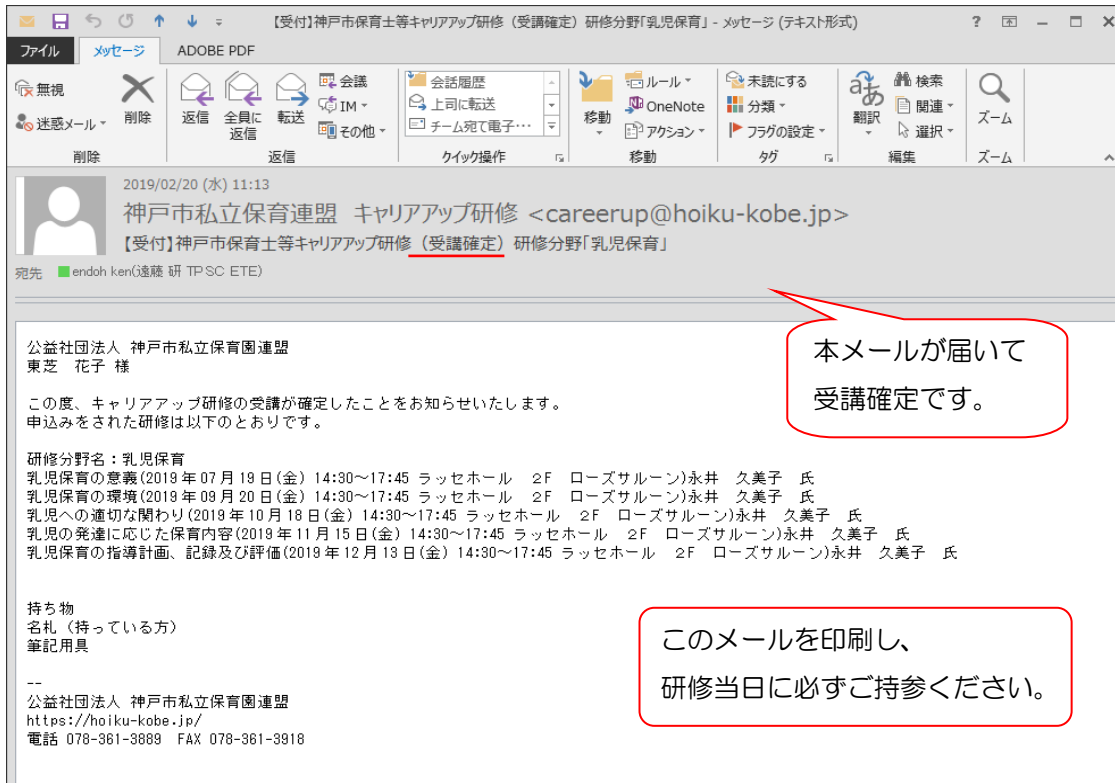 【受付】神戸市保育士等キャリアアップ研修（受講確定）研修分野「乳児保育」 - メッセージ (テキスト形式)
ファイル メッセージ ADOBE PDF
無視
迷惑メール
削除
返信
全員に返信
転送
会議
IM
その他
会話履歴
上司に転送
チーム宛て電子…
移動
ルール
OneNote
アクション
未読にする
分類
フラグの設定
翻訳
検索
関連
選択
ズーム
削除 返信 クイック操作 移動 タグ 編集 ズーム
2019/02/20 (水) 11:13
神戸市私立保育連盟 キャリアアップ研修 <careerup@hoiku-kobe.jp>
【受付】神戸市保育士等キャリアアップ研修（受講確定）研修分野「乳児保育」
宛先 endoh ken(遠藤 研 TPSC ETE)
本メールが届いて
受講確定です。
公益社団法人 神戸市私立保育園連盟
東芝 花子 様
この度、キャリアアップ研修の受講が確定したことをお知らせいたします。
申込みをされた研修は以下のとおりです。
研修分野名：乳児保育
乳児保育の意義(2019年07月19日(金) 14:30～17:45 ラッセホール 2F ローズサルーン)永井 久美子 氏
乳児保育の環境(2019年09月20日(金) 14:30～17:45 ラッセホール 2F ローズサルーン)永井 久美子 氏
乳児への適切な関わり(2019年10月18日(金) 14:30～17:45 ラッセホール 2F ローズサルーン)永井 久美子 氏
乳児の発達に応じた保育内容(2019年11月15日(金) 14:30～17:45 ラッセホール 2F ローズサルーン)永井 久美子 氏
乳児保育の指導計画、記録及び評価(2019年12月13日(金) 14:30～17:45 ラッセホール 2F ローズサルーン)永井 久美子 氏
持ち物
名札（持っている方）
筆記用具
このメールを印刷し、
研修当日に必ずご持参ください。
--
公益社団法人 神戸市私立保育園連盟
https://hoiku-kobe.jp/
電話 078-361-3889 FAX 078-361-3918